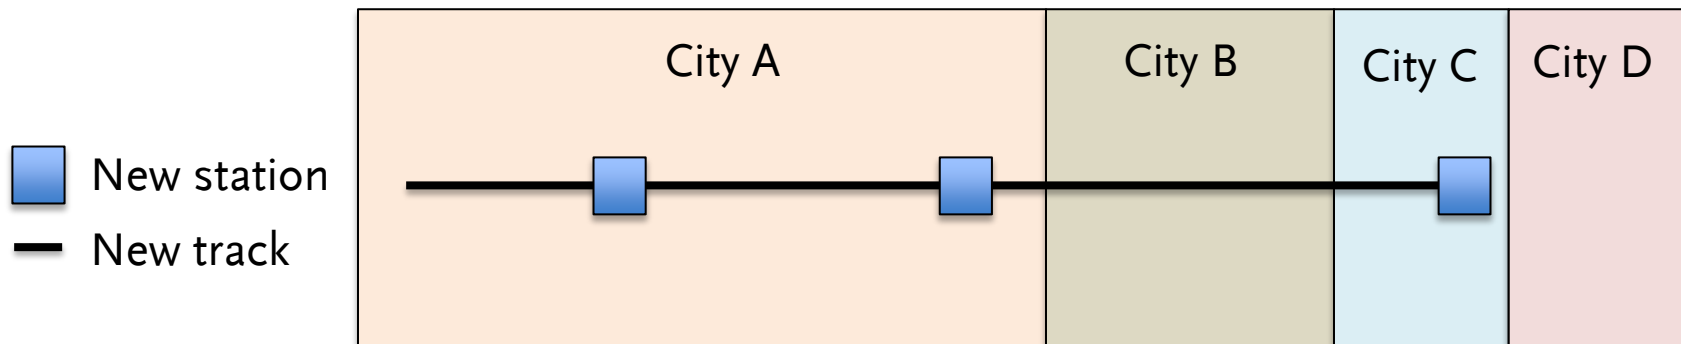 City A
City B
City C
City D
New station
New track